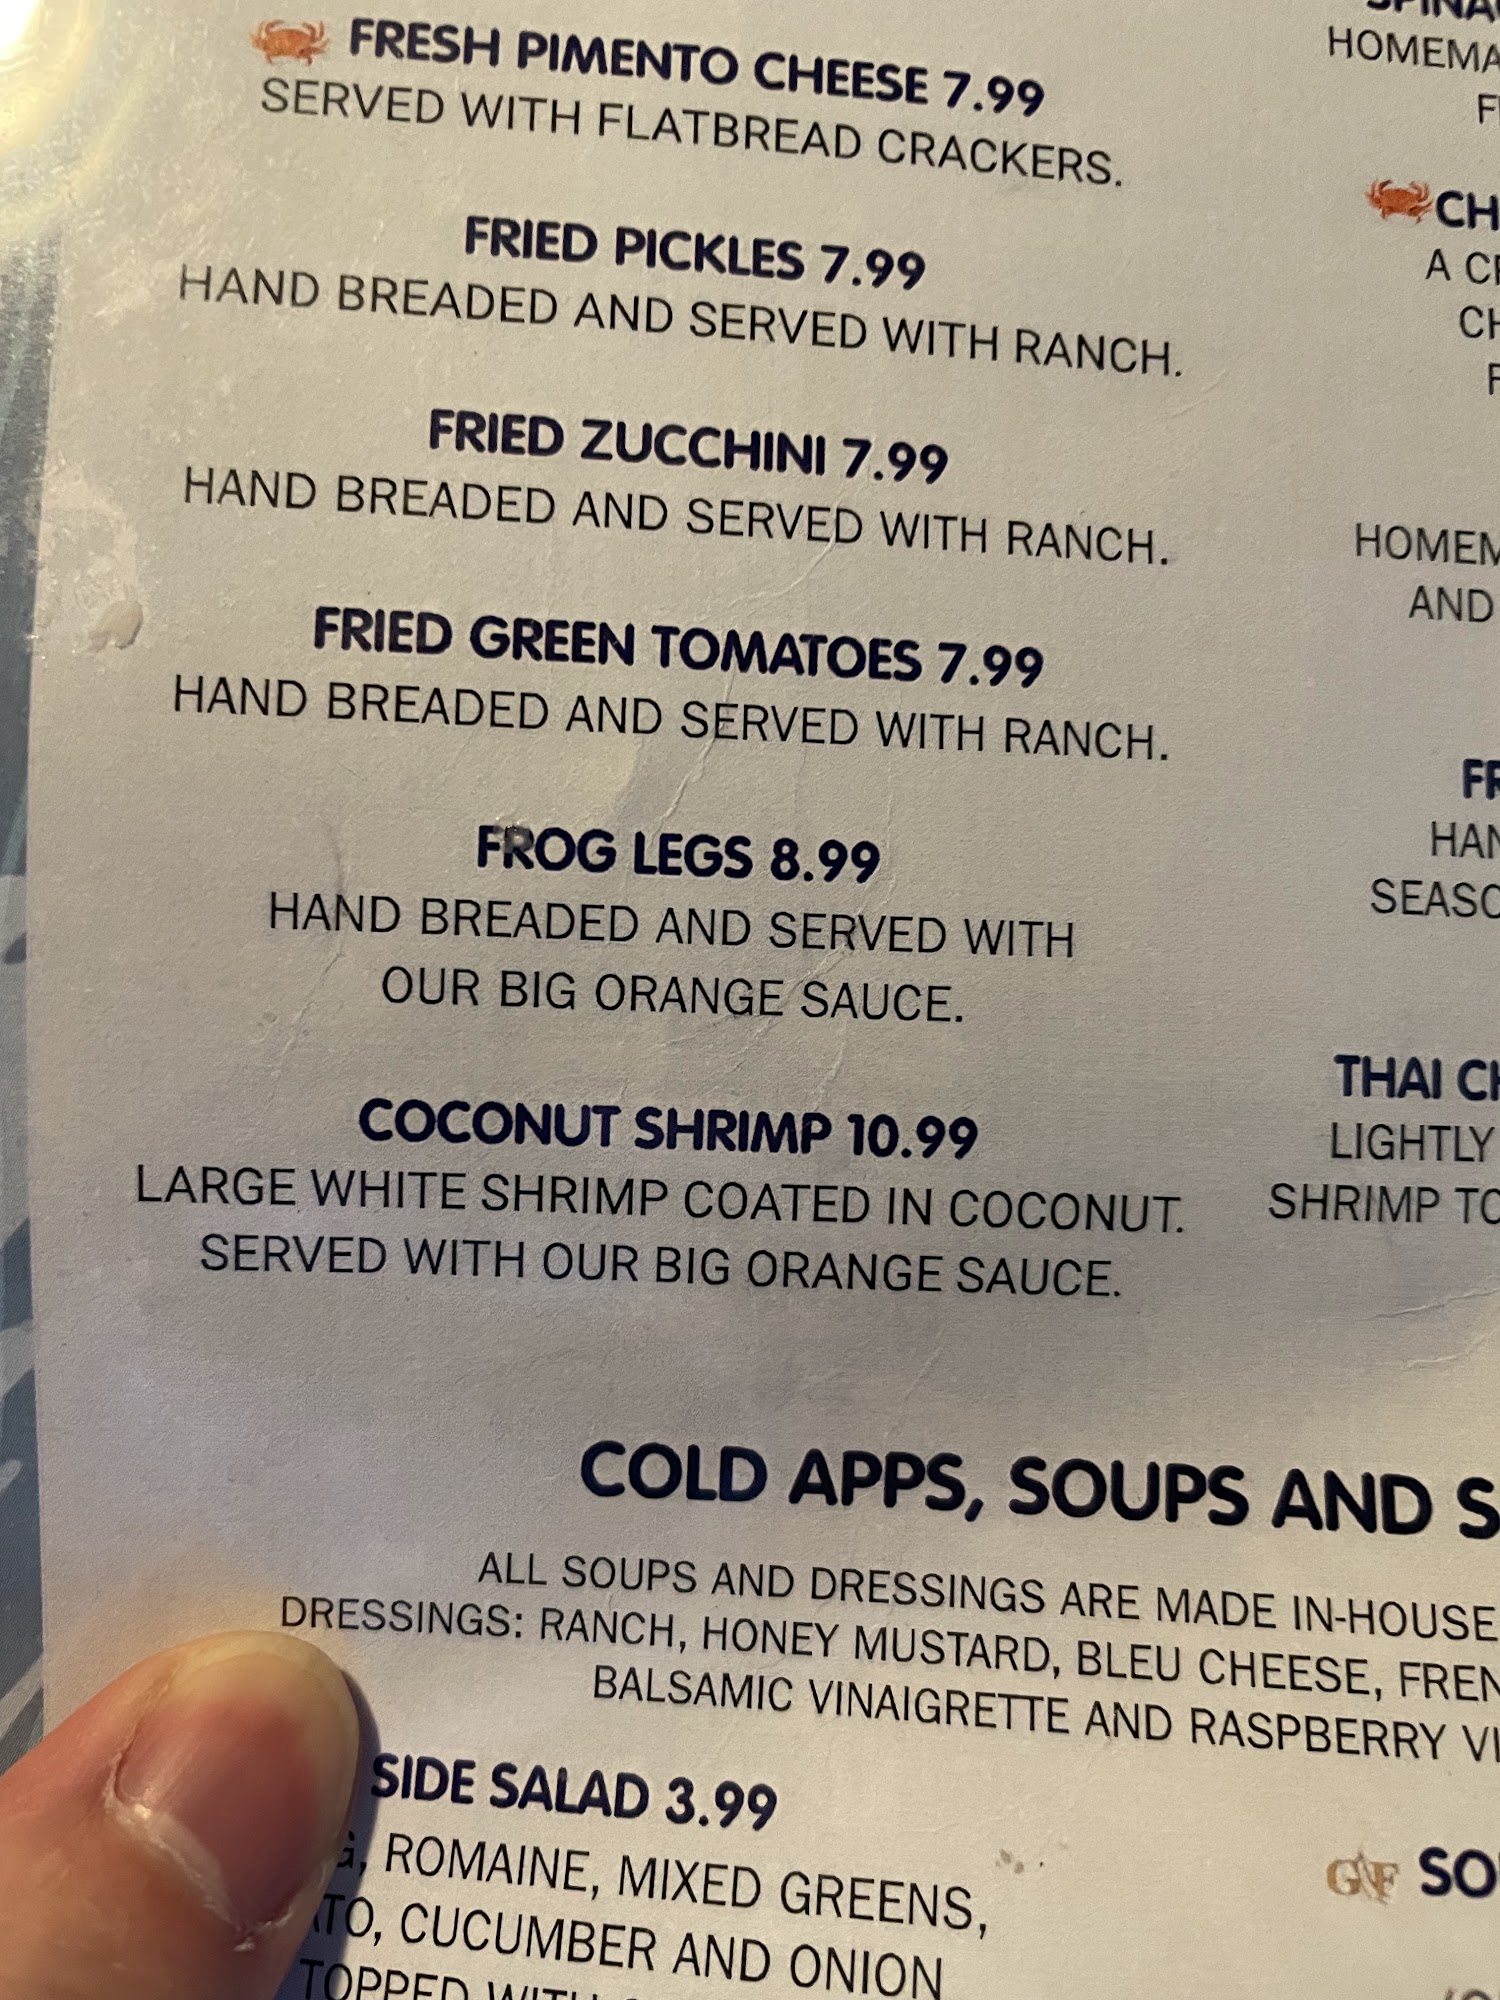 FRESH PIMENTO CHEESE 7.99
SERVED WITH FLATBREAD CRACKERS.
FRIED PICKLES 7.99
HAND BREADED AND SERVED WITH RANCH.
FRIED ZUCCHINI 7.99
HAND BREADED AND SERVED WITH RANCH.
FRIED GREEN TOMATOES 7.99
HAND BREADED AND SERVED WITH RANCH.
FROG LEGS 8.99
HAND BREADED AND SERVED WITH
OUR BIG ORANGE SAUCE.
COCONUT SHRIMP 10.99
LARGE WHITE SHRIMP COATED IN COCONUT.
SERVED WITH OUR BIG ORANGE SAUCE.
A
AND
THAI
LIGHTLY
SHRIMP
COLD APPS, SOUPS AND
ALL SOUPS AND DRESSINGS ARE MADE IN-HOUSE
DRESSINGS: RANCH, HONEY MUSTARD, BLEU CHEESE,
BALSAMIC VINAIGRETTE AND RASPBERRY
SIDE SALAD 3.99
ROMAINE, MIXED GREENS,
CUCUMBER AND ONION
TOPPED WITH
GF